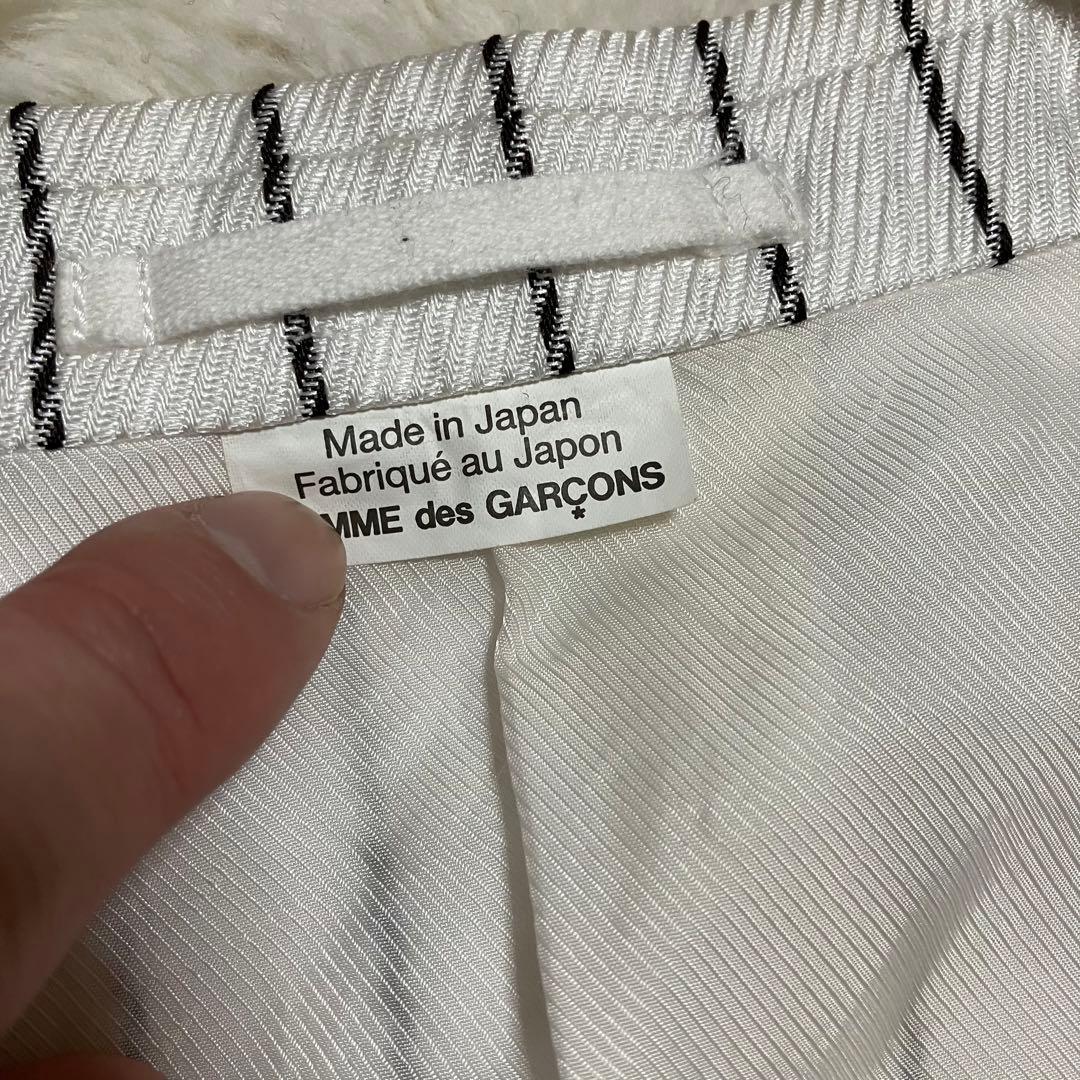 Made in Japan
Fabriqué au Japon
MME des GARÇONS
*